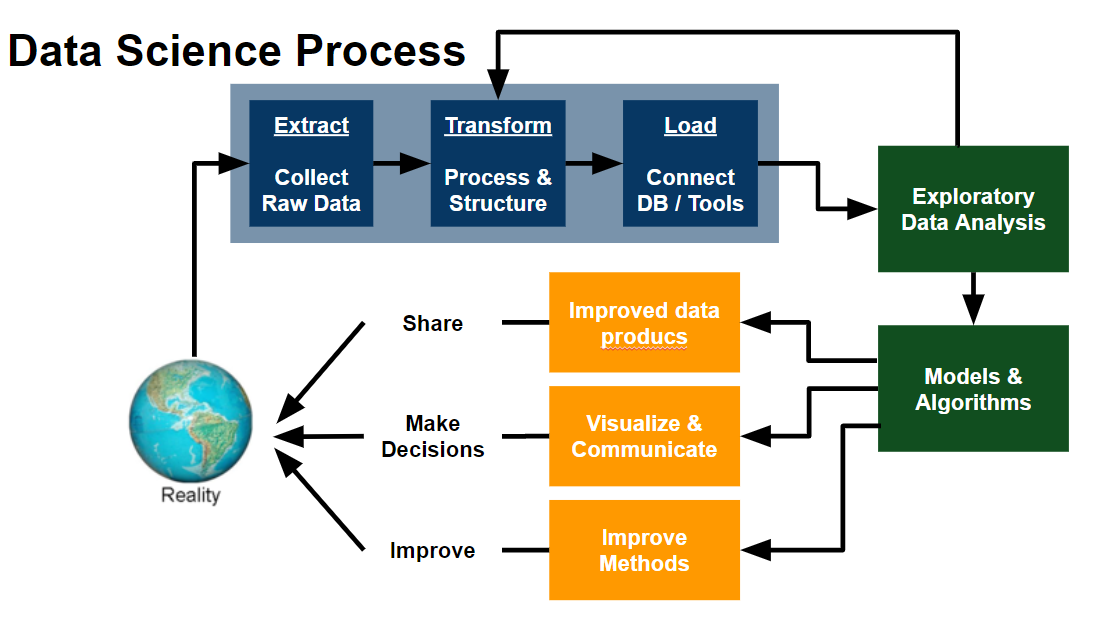 Data Science Process
Extract
Collect
Raw Data
Transform
Process &
Structure
Load
Connect
DB / Tools
Exploratory
Data Analysis
Models &
Algorithms
Improved data
producs
Visualize &
Communicate
Improve
Methods
Share
Make
Decisions
Improve
Reality